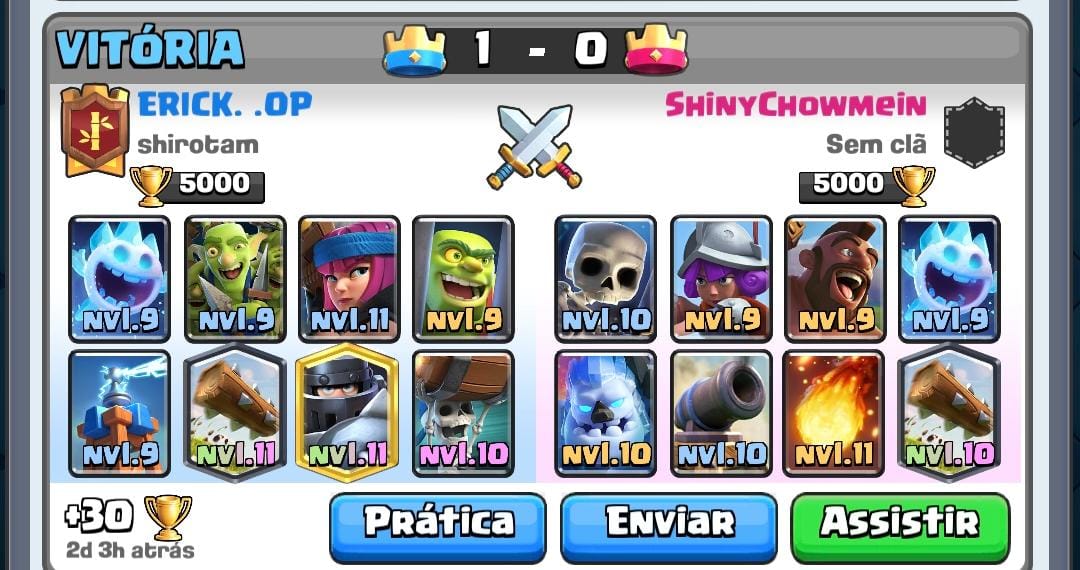 VITÓRIA
1 - 0
ERICK. .OP
ShinyChowmein
shirotam
Sem clã
5000
5000
nvl.9 nvl.9 nvl.11 nvl.9 nvl.10 nvl.9 nvl.9 nvl.9
nvl.9 nvl.11 nvl.11 nvl.10 nvl.10 nvl.10 nvl.11 nvl.10
+30
2d 3h atrás
Prática
Enviar
Assistir